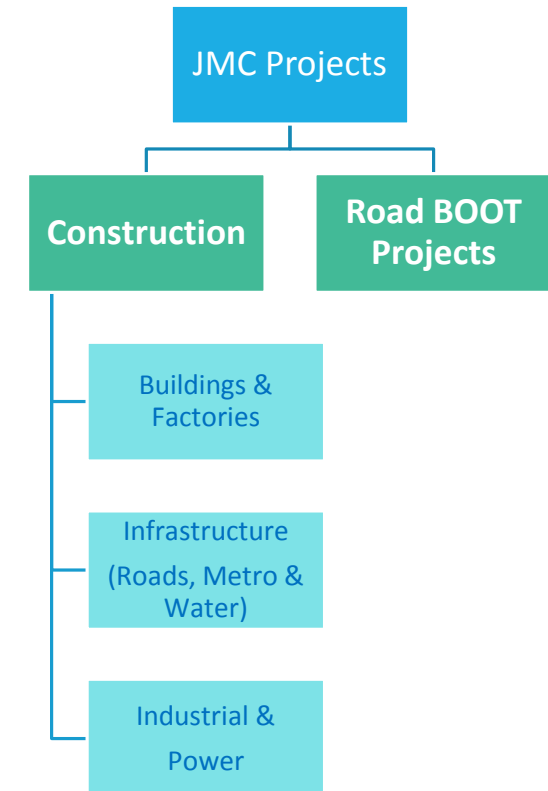 JMC Projects
Construction
Road BOOT
Projects
Buildings &
Factories
Infrastructure
(Roads, Metro &
Water)
Industrial &
Power